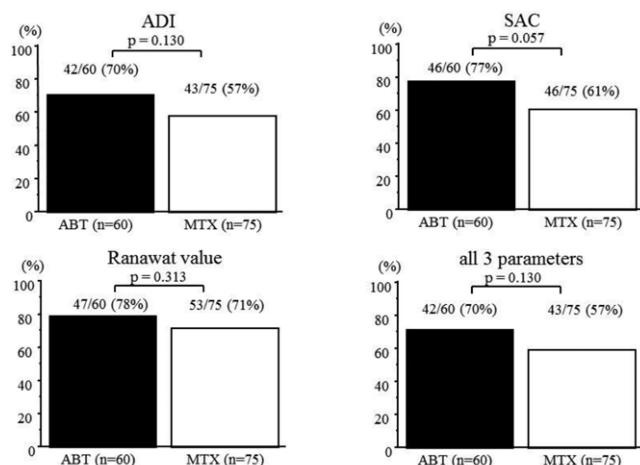 ADI
(%)
p = 0.130
100
42/60 (70%)
43/75 (57%)
80
60
40
20
0
ABT (n=60)
MTX (n=75)
SAC
(%)
p = 0.057
100
46/60 (77%)
46/75 (61%)
80
60
40
20
0
ABT (n=60)
MTX (n=75)
Ranawat value
(%)
p = 0.313
100
47/60 (78%)
53/75 (71%)
80
60
40
20
0
ABT (n=60)
MTX (n=75)
all 3 parameters
(%)
p = 0.130
100
42/60 (70%)
43/75 (57%)
80
60
40
20
0
ABT (n=60)
MTX (n=75)